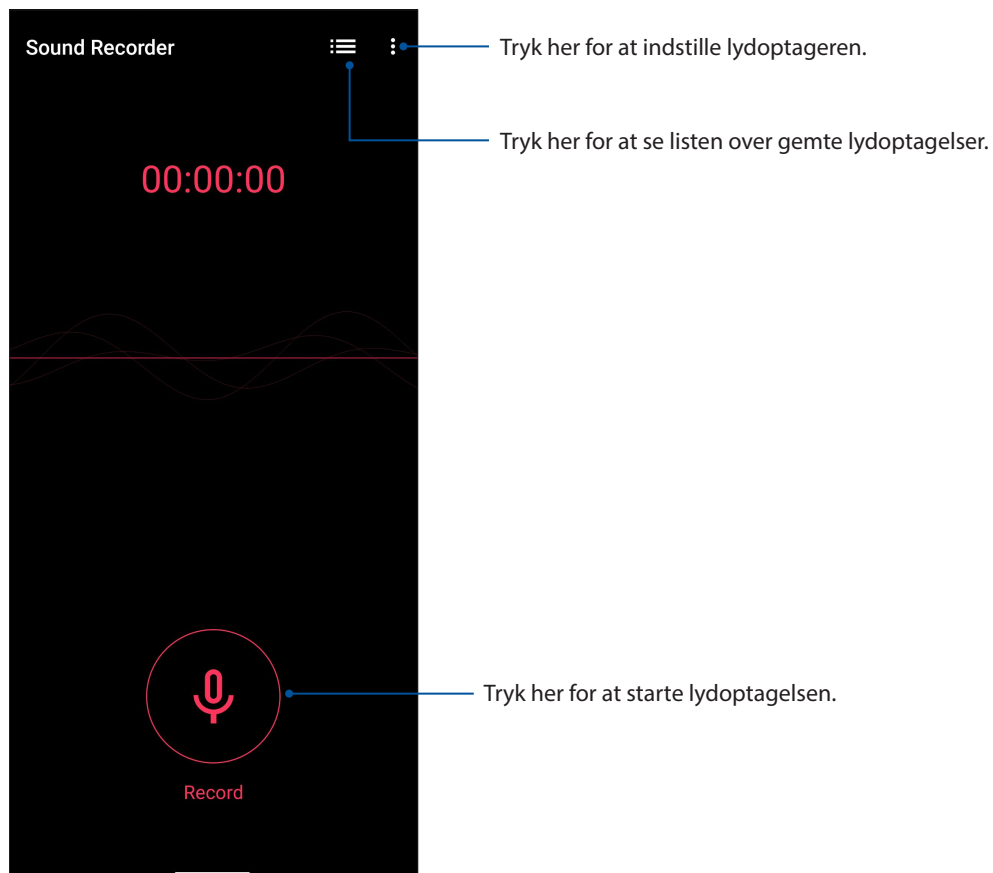 Sound Recorder
Tryk her for at indstille lydoptageren.
Tryk her for at se listen over gemte lydoptagelser.
00:00:00
Tryk her for at starte lydoptagelsen.
Record